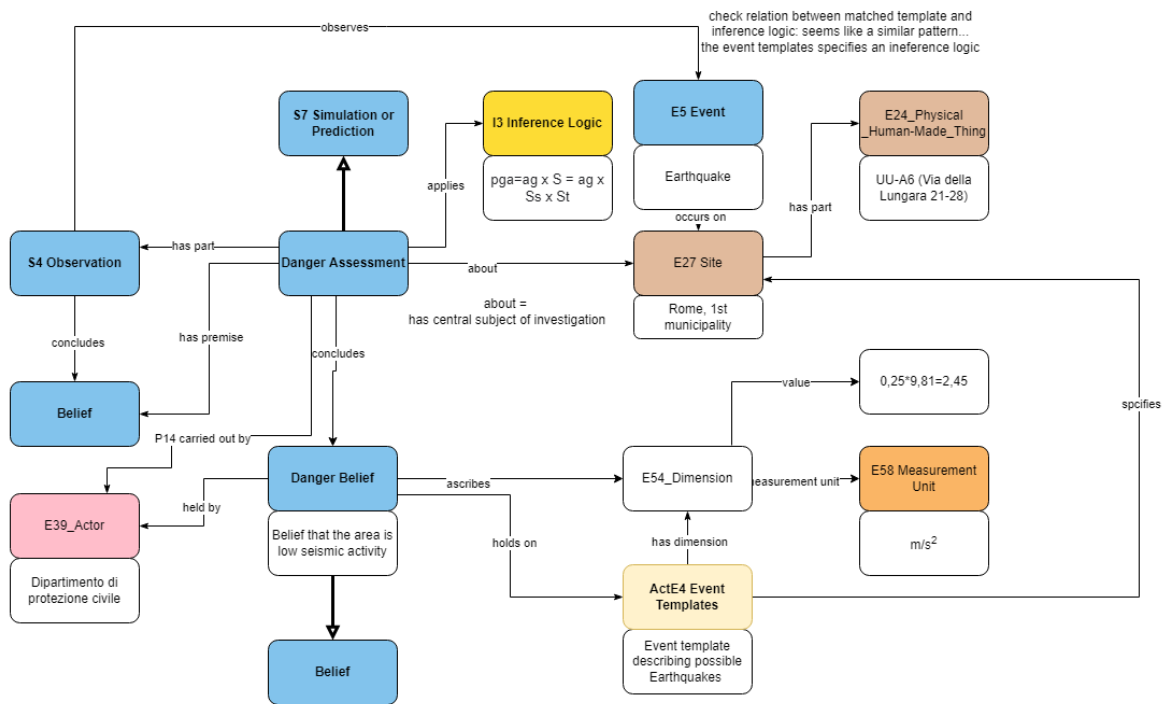 observes
check relation between matched template and
inference logic: seems like a similar pattern...
the event templates specifies an ineference logic
S7 Simulation or
Prediction
I3 Inference Logic
E5 Event
E24_Physical
_Human-Made_Thing
applies
pga=ag x S = ag x
Ss x St
Earthquake
has part
UU-A6 (Via della
Lungara 21-28)
occurs on
S4 Observation
has part
Danger Assessment
about
E27 Site
about =
has central subject of investigation
Rome, 1st
municipality
concludes
has premise
concludes
value
0,25*9,81=2,45
spcifies
Belief
P14 carried out by
Danger Belief
ascribes
E54_Dimension
measurement unit
E58 Measurement
Unit
E39_Actor
held by
Belief that the area is
low seismic activity
holds on
has dimension
m/s2
Dipartimento di
protezione civile
ActE4 Event
Templates
Event template
describing possible
Earthquakes
Belief